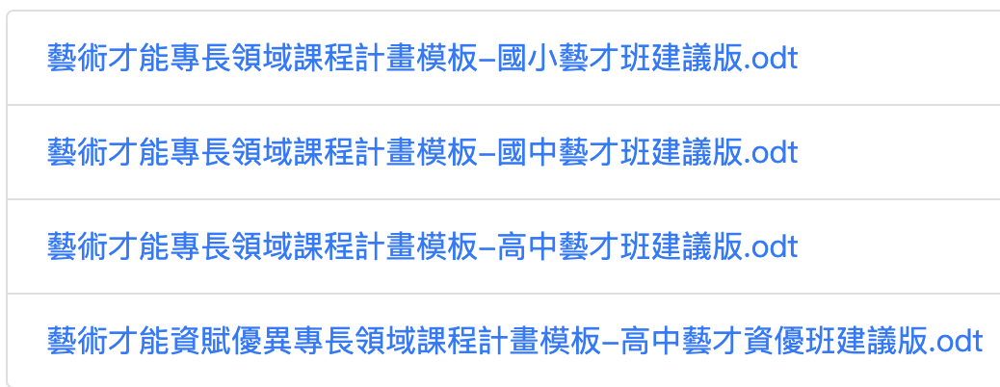 藝術才能專長領域課程計畫模板–國小藝才班建議版.odt
藝術才能專長領域課程計畫模板–國中藝才班建議版.odt
藝術才能專長領域課程計畫模板–高中藝才班建議版.odt
藝術才能資賦優異專長領域課程計畫模板–高中藝才資優班建議版.odt